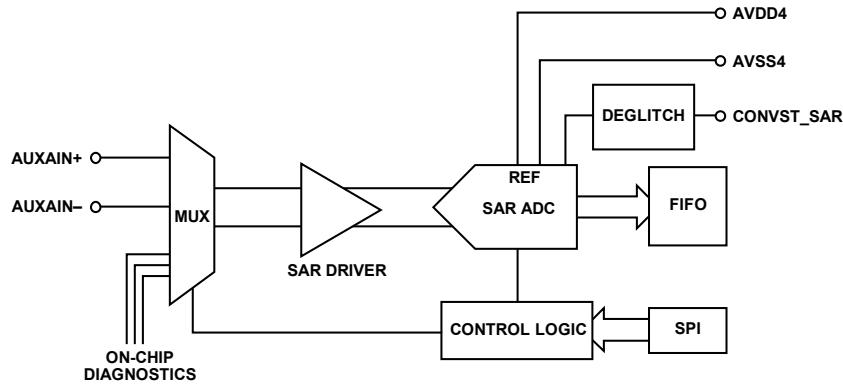 AVDD4
AVSS4
DEGLITCH
CONVST_SAR
AUXAIN+
AUXAIN–
MUX
REF
SAR ADC
FIFO
SAR DRIVER
CONTROL LOGIC
SPI
ON-CHIP
DIAGNOSTICS